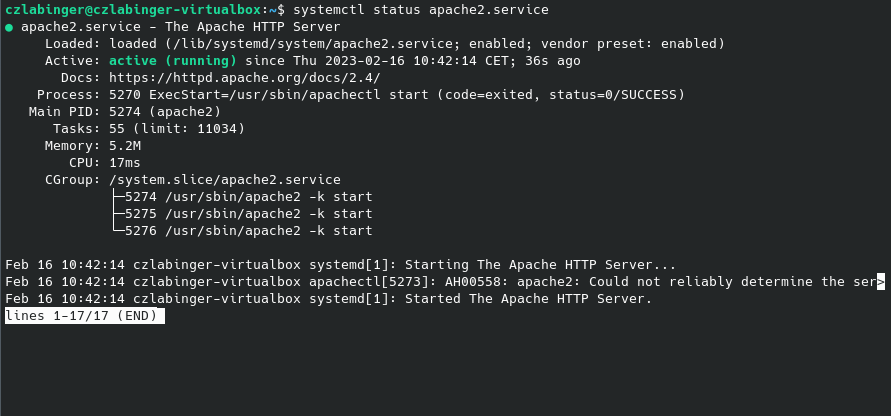 czlabinger@czlabinger-virtualbox:~$ systemctl status apache2.service
● apache2.service - The Apache HTTP Server
     Loaded: loaded (/lib/systemd/system/apache2.service; enabled; vendor preset: enabled)
     Active: active (running) since Thu 2023-02-16 10:42:14 CET; 36s ago
       Docs: https://httpd.apache.org/docs/2.4/
    Process: 5270 ExecStart=/usr/sbin/apachectl start (code=exited, status=0/SUCCESS)
   Main PID: 5274 (apache2)
      Tasks: 55 (limit: 11034)
     Memory: 5.2M
        CPU: 17ms
     CGroup: /system.slice/apache2.service
             ├─5274 /usr/sbin/apache2 -k start
             ├─5275 /usr/sbin/apache2 -k start
             └─5276 /usr/sbin/apache2 -k start

Feb 16 10:42:14 czlabinger-virtualbox systemd[1]: Starting The Apache HTTP Server...
Feb 16 10:42:14 czlabinger-virtualbox apachectl[5273]: AH00558: apache2: Could not reliably determine the ser>
Feb 16 10:42:14 czlabinger-virtualbox systemd[1]: Started The Apache HTTP Server.
lines 1-17/17 (END)